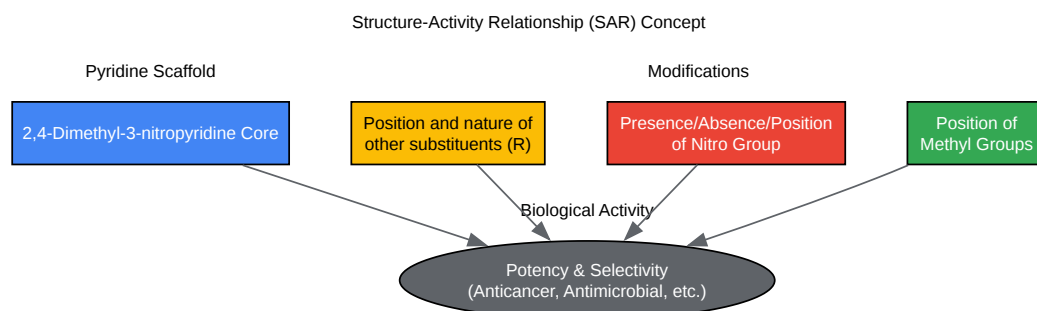 Structure-Activity Relationship (SAR) Concept
Pyridine Scaffold
Modifications
2,4-Dimethyl-3-nitropyridine Core
Position and nature of
other substituents (R)
Presence/Absence/Position
of Nitro Group
Position of
Methyl Groups
Biological Activity
Potency & Selectivity
(Anticancer, Antimicrobial, etc.)